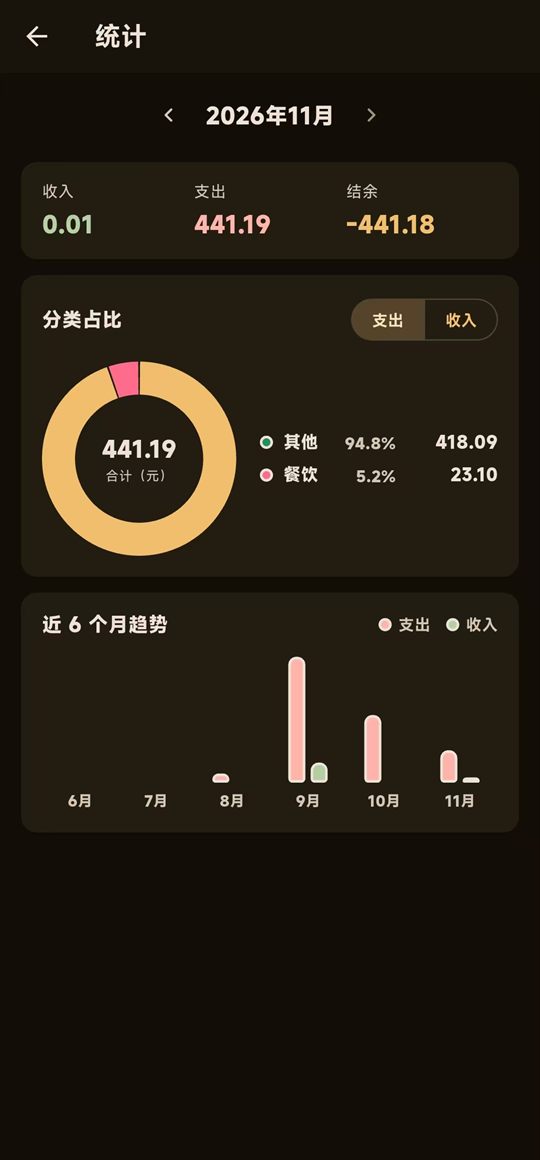 统计
2026年11月
收入 支出 结余
0.01 441.19 -441.18
分类占比 支出 收入
441.19
合计（元）
其他 94.8% 418.09
餐饮 5.2% 23.10
近 6 个月趋势 支出 收入
6月 7月 8月 9月 10月 11月